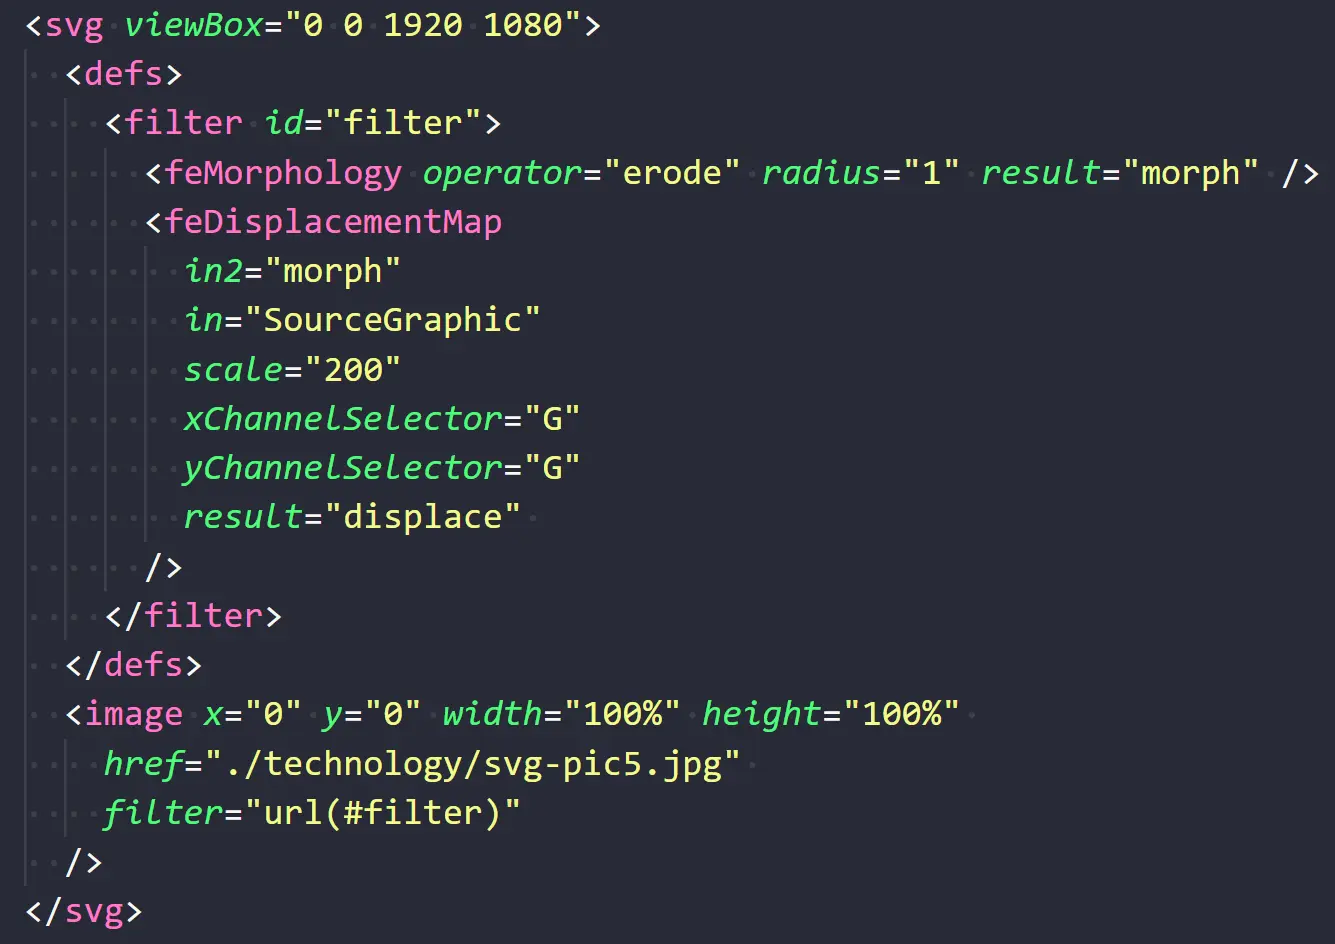 <svg viewBox="0 0 1920 1080">
<defs>
<filter id="filter">
<feMorphology operator="erode" radius="1" result="morph" />
<feDisplacementMap
in2="morph"
in="SourceGraphic"
scale="200"
xChannelSelector="G"
yChannelSelector="G"
result="displace"
/>
</filter>
</defs>
<image x="0" y="0" width="100%" height="100%"
href="./technology/svg-pic5.jpg"
filter="url(#filter)"
/>
</svg>